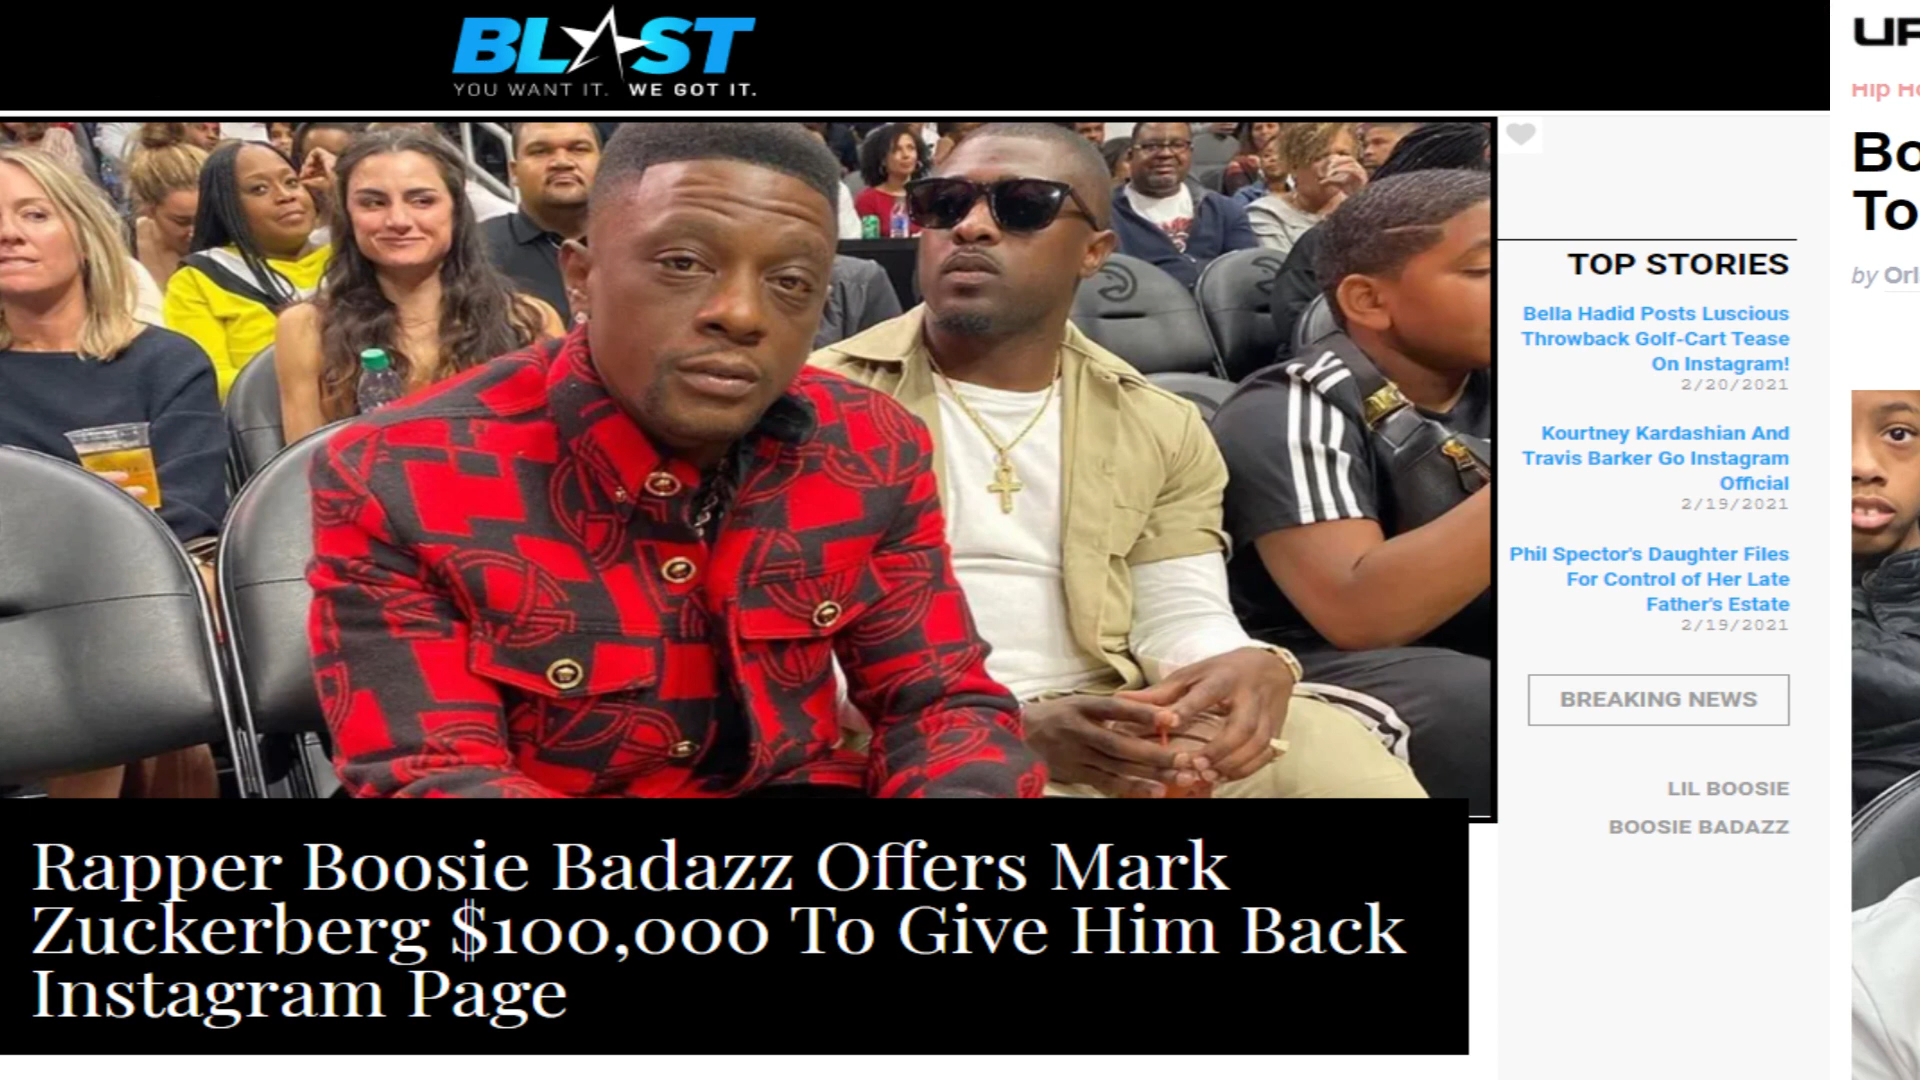 BLAST
YOU WANT IT. WE GOT IT.
TOP STORIES
Bella Hadid Posts Luscious
Throwback Golf-Cart Tease
On Instagram!
2/20/2021
Kourtney Kardashian And
Travis Barker Go Instagram
Official
2/19/2021
Phil Spector's Daughter Files
For Control of Her Late
Father's Estate
2/19/2021
BREAKING NEWS
LIL BOOSIE
BOOSIE BADAZZ
Rapper Boosie Badazz Offers Mark
Zuckerberg $100,000 To Give Him Back
Instagram Page
Hip
To
by